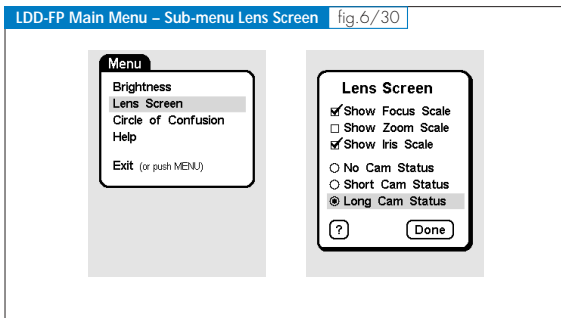 LDD-FP Main Menu – Sub-menu Lens Screen fig.6/30
Menu
Brightness
Lens Screen
Circle of Confusion
Help
Exit (or push MENU)
Lens Screen
Show Focus Scale
Show Zoom Scale
Show Iris Scale
No Cam Status
Short Cam Status
Long Cam Status
? Done